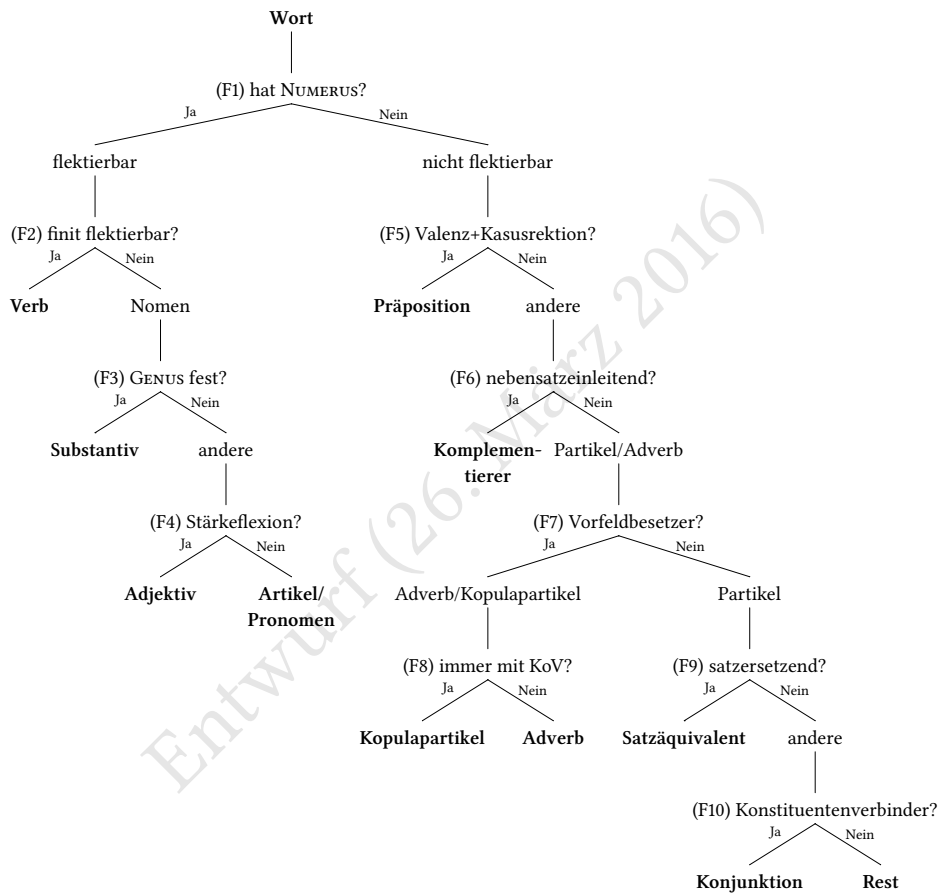 Wort
(F1) hat NUMERUS?
Ja Nein
flektierbar nicht flektierbar
(F2) finit flektierbar? (F5) Valenz+Kasusrektion?
Ja Nein Ja Nein
Verb Nomen Präposition andere
(F3) GENUS fest? (F6) nebensatzeinleitend?
Ja Nein Ja Nein
Substantiv andere Komplemen- Partikel/Adverb
tierer
(F4) Stärkeflexion? (F7) Vorfeldbesetzer?
Ja Nein Ja Nein
Adjektiv Artikel/ Adverb/Kopulapartikel Partikel
Pronomen
(F8) immer mit KoV? (F9) satzersetzend?
Ja Nein Ja Nein
Kopulapartikel Adverb Satzäquivalent andere
(F10) Konstituentenverbinder?
Ja Nein
Konjunktion Rest
Entwurf (26. März 2016)